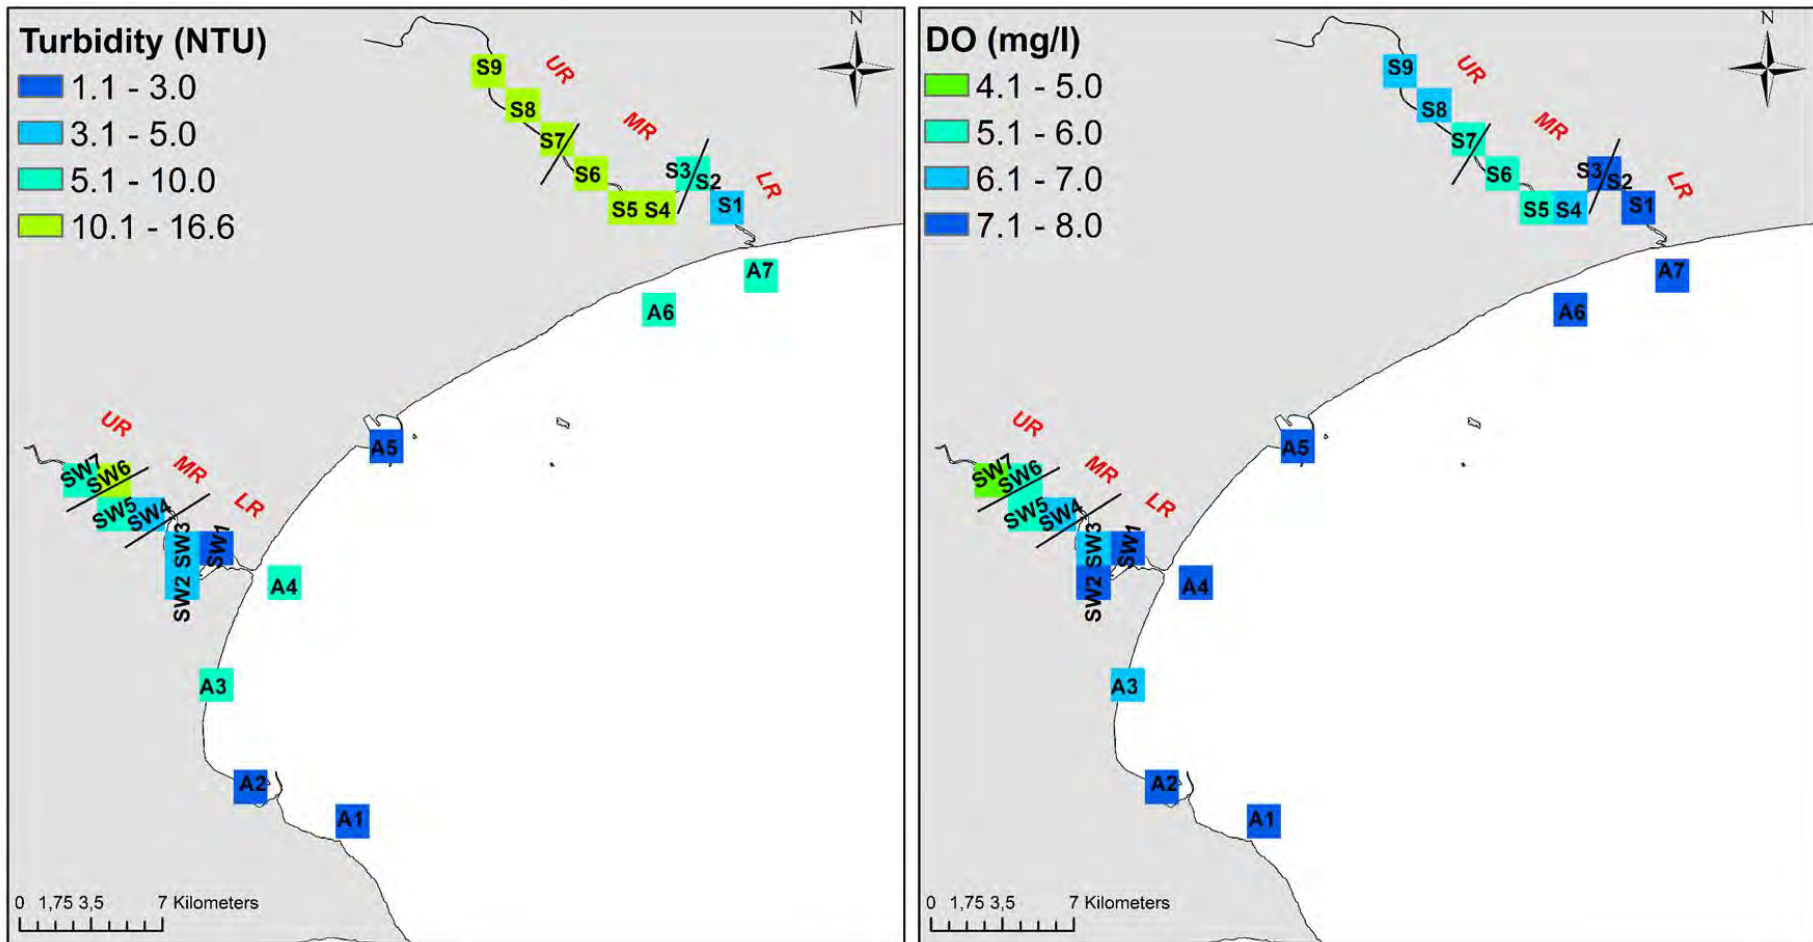 Turbidity (NTU)
1.1 - 3.0
3.1 - 5.0
5.1 - 10.0
10.1 - 16.6
N
S9
UR
S8
MR
S7
S6
S3
S2
LR
S5
S4
S1
A7
A6
A5
UR
SW7
SW6
MR
SW5
SW4
LR
SW3
SW1
SW2
A4
A3
A2
A1
0 1,75 3,5 7 Kilometers
DO (mg/l)
4.1 - 5.0
5.1 - 6.0
6.1 - 7.0
7.1 - 8.0
N
S9
UR
S8
MR
S7
S6
S3
S2
LR
S5
S4
S1
A7
A6
A5
UR
SW7
SW6
MR
SW5
SW4
LR
SW3
SW1
SW2
A4
A3
A2
A1
0 1,75 3,5 7 Kilometers